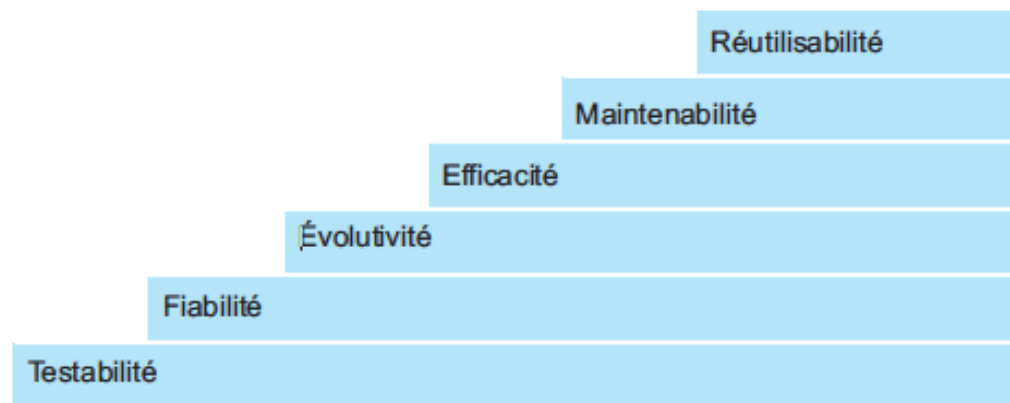 Réutilisabilité
Maintenabilité
Efficacité
Évolutivité
Fiabilité
Testabilité